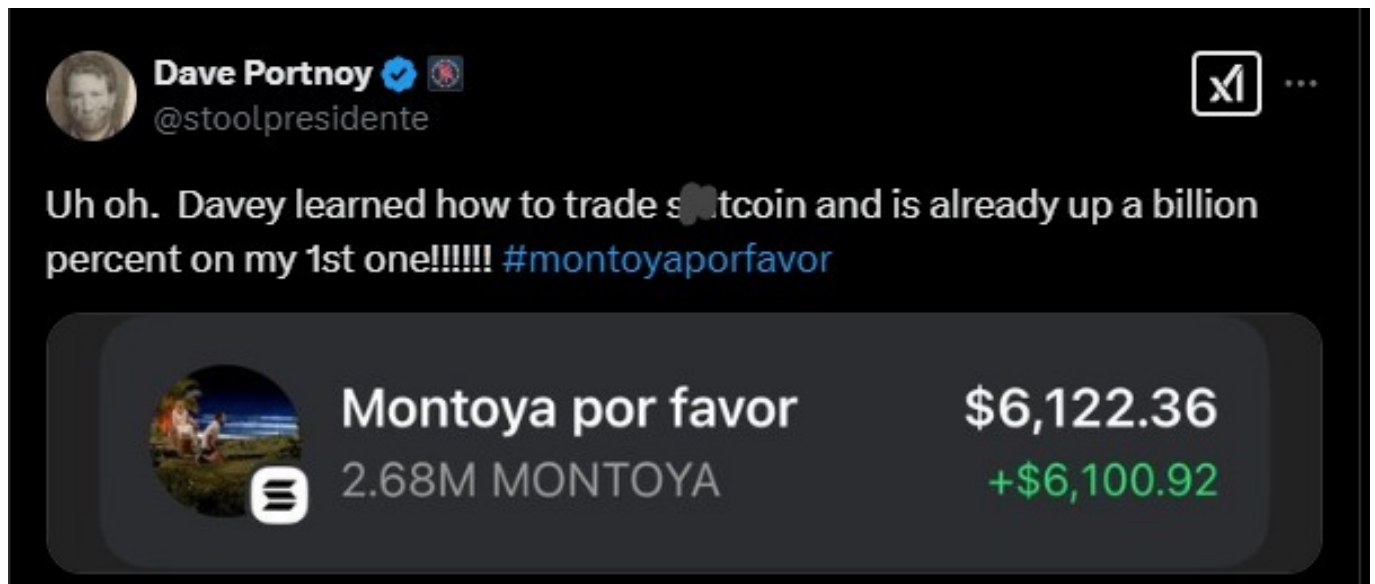 Dave Portnoy
@stoolpresidente
Uh oh. Davey learned how to trade s tcoin and is already up a billion
percent on my 1st one!!!!!! #montoyaporfavor
Montoya por favor
$6,122.36
2.68M MONTOYA
+$6,100.92